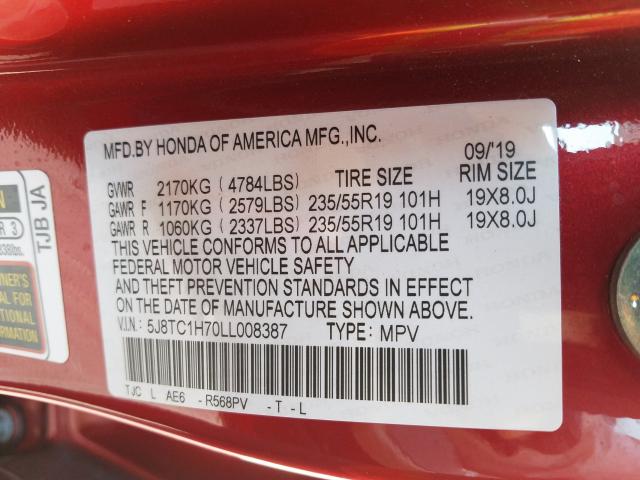 MFD.BY HONDA OF AMERICA MFG.,INC.
09/'19
GVWR 2170KG (4784LBS) TIRE SIZE RIM SIZE
GAWR F 1170KG (2579LBS) 235/55R19 101H 19X8.0J
GAWR R 1060KG (2337LBS) 235/55R19 101H 19X8.0J
THIS VEHICLE CONFORMS TO ALL APPLICABLE
FEDERAL MOTOR VEHICLE SAFETY
AND THEFT PREVENTION STANDARDS IN EFFECT
ON THE DATE OF MANUFACTURE SHOWN ABOVE.
V.I.N.: 5J8TC1H70LL008387 TYPE: MPV
TJC L AE6 -R568PV -T-L
TJB JA
R 3
838lbs.
FOR